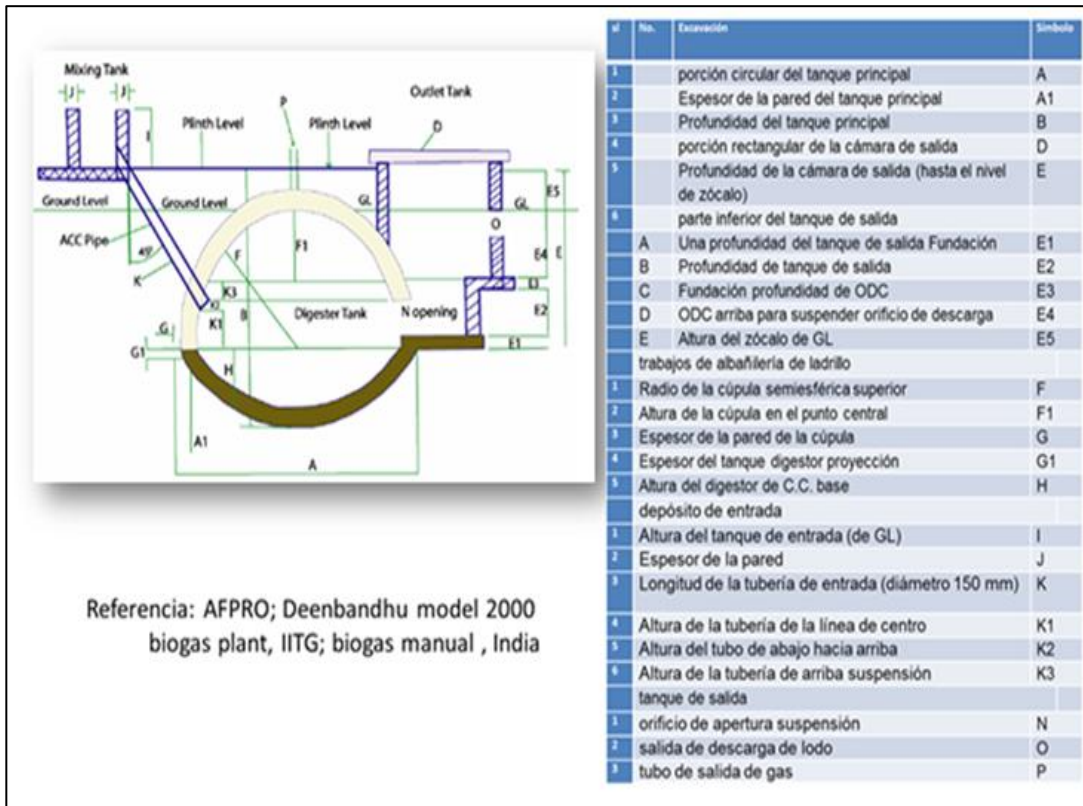 Mixing Tank
J
J
P
Outlet Tank
I
Plinth Level
Plinth Level
D
Ground Level
Ground Level
GL
GL
E5
O
ACC Pipe
45°
F
F1
E4
E
K
K3
K2
E3
G
K1
B
Digester Tank
N opening
E2
G1
E1
H
A1
A
Referencia: AFPRO; Deenbandhu model 2000
biogas plant, IITG; biogas manual , India
sl No. Excavación Símbolo
1 porción circular del tanque principal A
2 Espesor de la pared del tanque principal A1
3 Profundidad del tanque principal B
4 porción rectangular de la cámara de salida D
5 Profundidad de la cámara de salida (hasta el nivel E
de zócalo)
6 parte inferior del tanque de salida
A Una profundidad del tanque de salida Fundación E1
B Profundidad de tanque de salida E2
C Fundación profundidad de ODC E3
D ODC arriba para suspender orificio de descarga E4
E Altura del zócalo de GL E5
trabajos de albañilería de ladrillo
1 Radio de la cúpula semiesférica superior F
2 Altura de la cúpula en el punto central F1
3 Espesor de la pared de la cúpula G
4 Espesor del tanque digestor proyección G1
5 Altura del digestor de C.C. base H
depósito de entrada
1 Altura del tanque de entrada (de GL) I
2 Espesor de la pared J
3 Longitud de la tubería de entrada (diámetro 150 mm) K
4 Altura de la tubería de la línea de centro K1
5 Altura del tubo de abajo hacia arriba K2
6 Altura de la tubería de arriba suspensión K3
tanque de salida
1 orificio de apertura suspensión N
2 salida de descarga de lodo O
3 tubo de salida de gas P